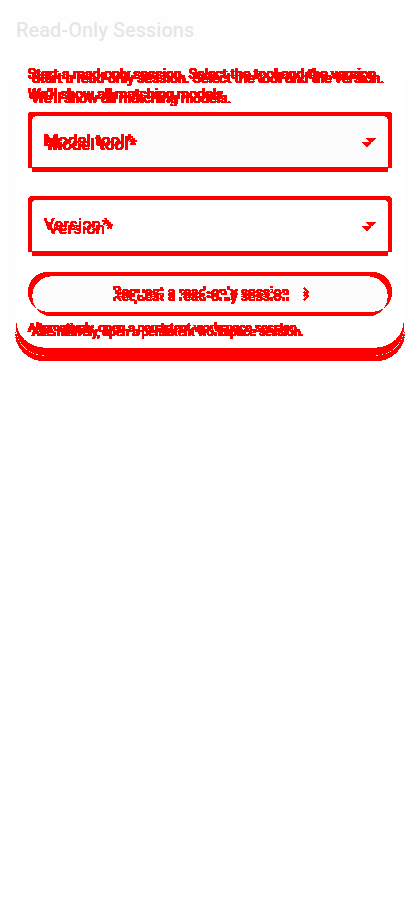 Read-Only Sessions
Start a read-only session. Select the tool and the version.
We'll show all matching models.
Model tool*
Version*
Request a read-only session
Alternatively, open a persistent workspace session.